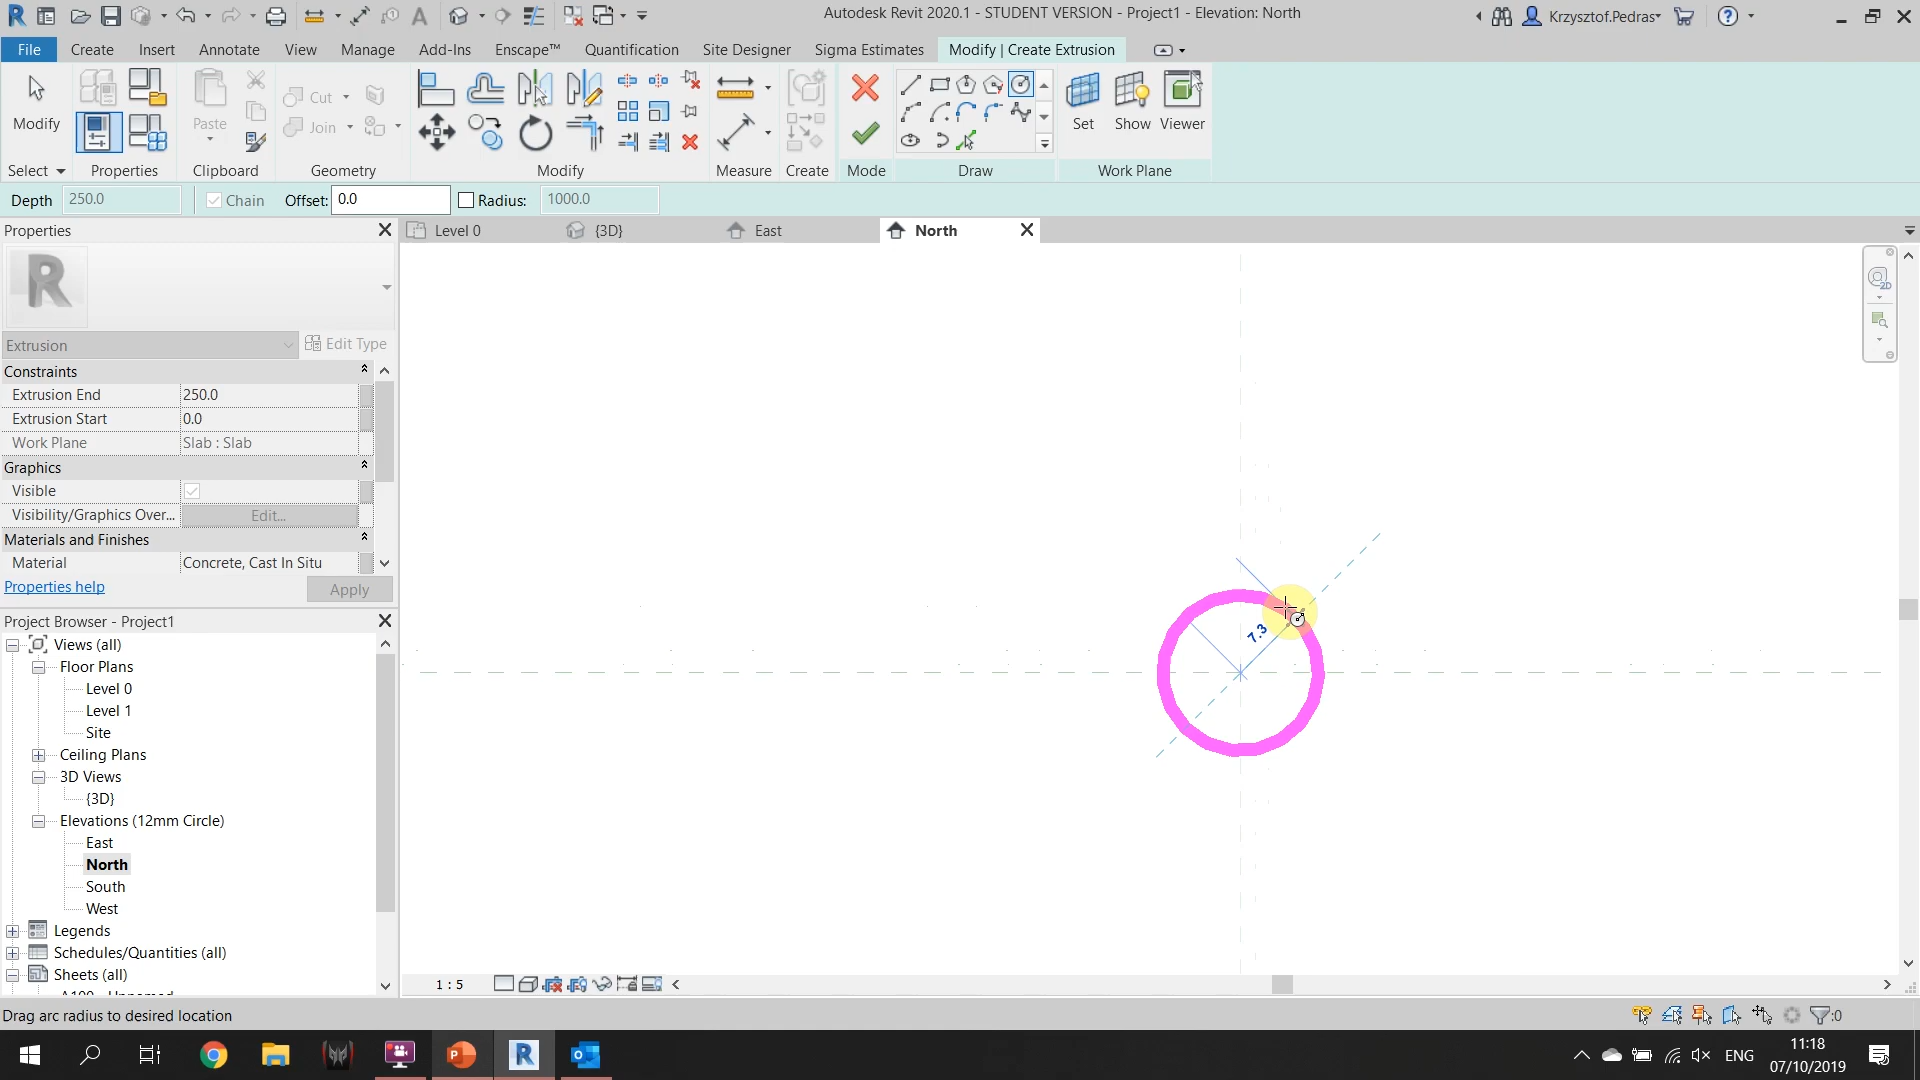 Autodesk Revit 2020.1 - STUDENT VERSION - Project1 - Elevation: North
Krzysztof.Pedras
File Create Insert Annotate View Manage Add-Ins Enscape™ Quantification Site Designer Sigma Estimates Modify | Create Extrusion
Modify Paste Cut Join Set Show Viewer
Select Properties Clipboard Geometry Modify Measure Create Mode Draw Work Plane
Depth 250.0 Chain Offset: 0.0 Radius: 1000.0
Properties
Level 0 {3D} East North
R
Extrusion Edit Type
Constraints
Extrusion End 250.0
Extrusion Start 0.0
Work Plane Slab : Slab
Graphics
Visible
Visibility/Graphics Over... Edit...
Materials and Finishes
Material Concrete, Cast In Situ
Properties help Apply
7.3
Project Browser - Project1
Views (all)
Floor Plans
Level 0
Level 1
Site
Ceiling Plans
3D Views
{3D}
Elevations (12mm Circle)
East
North
South
West
Legends
Schedules/Quantities (all)
Sheets (all)
1 : 5
Drag arc radius to desired location
:0
ENG
11:18
07/10/2019